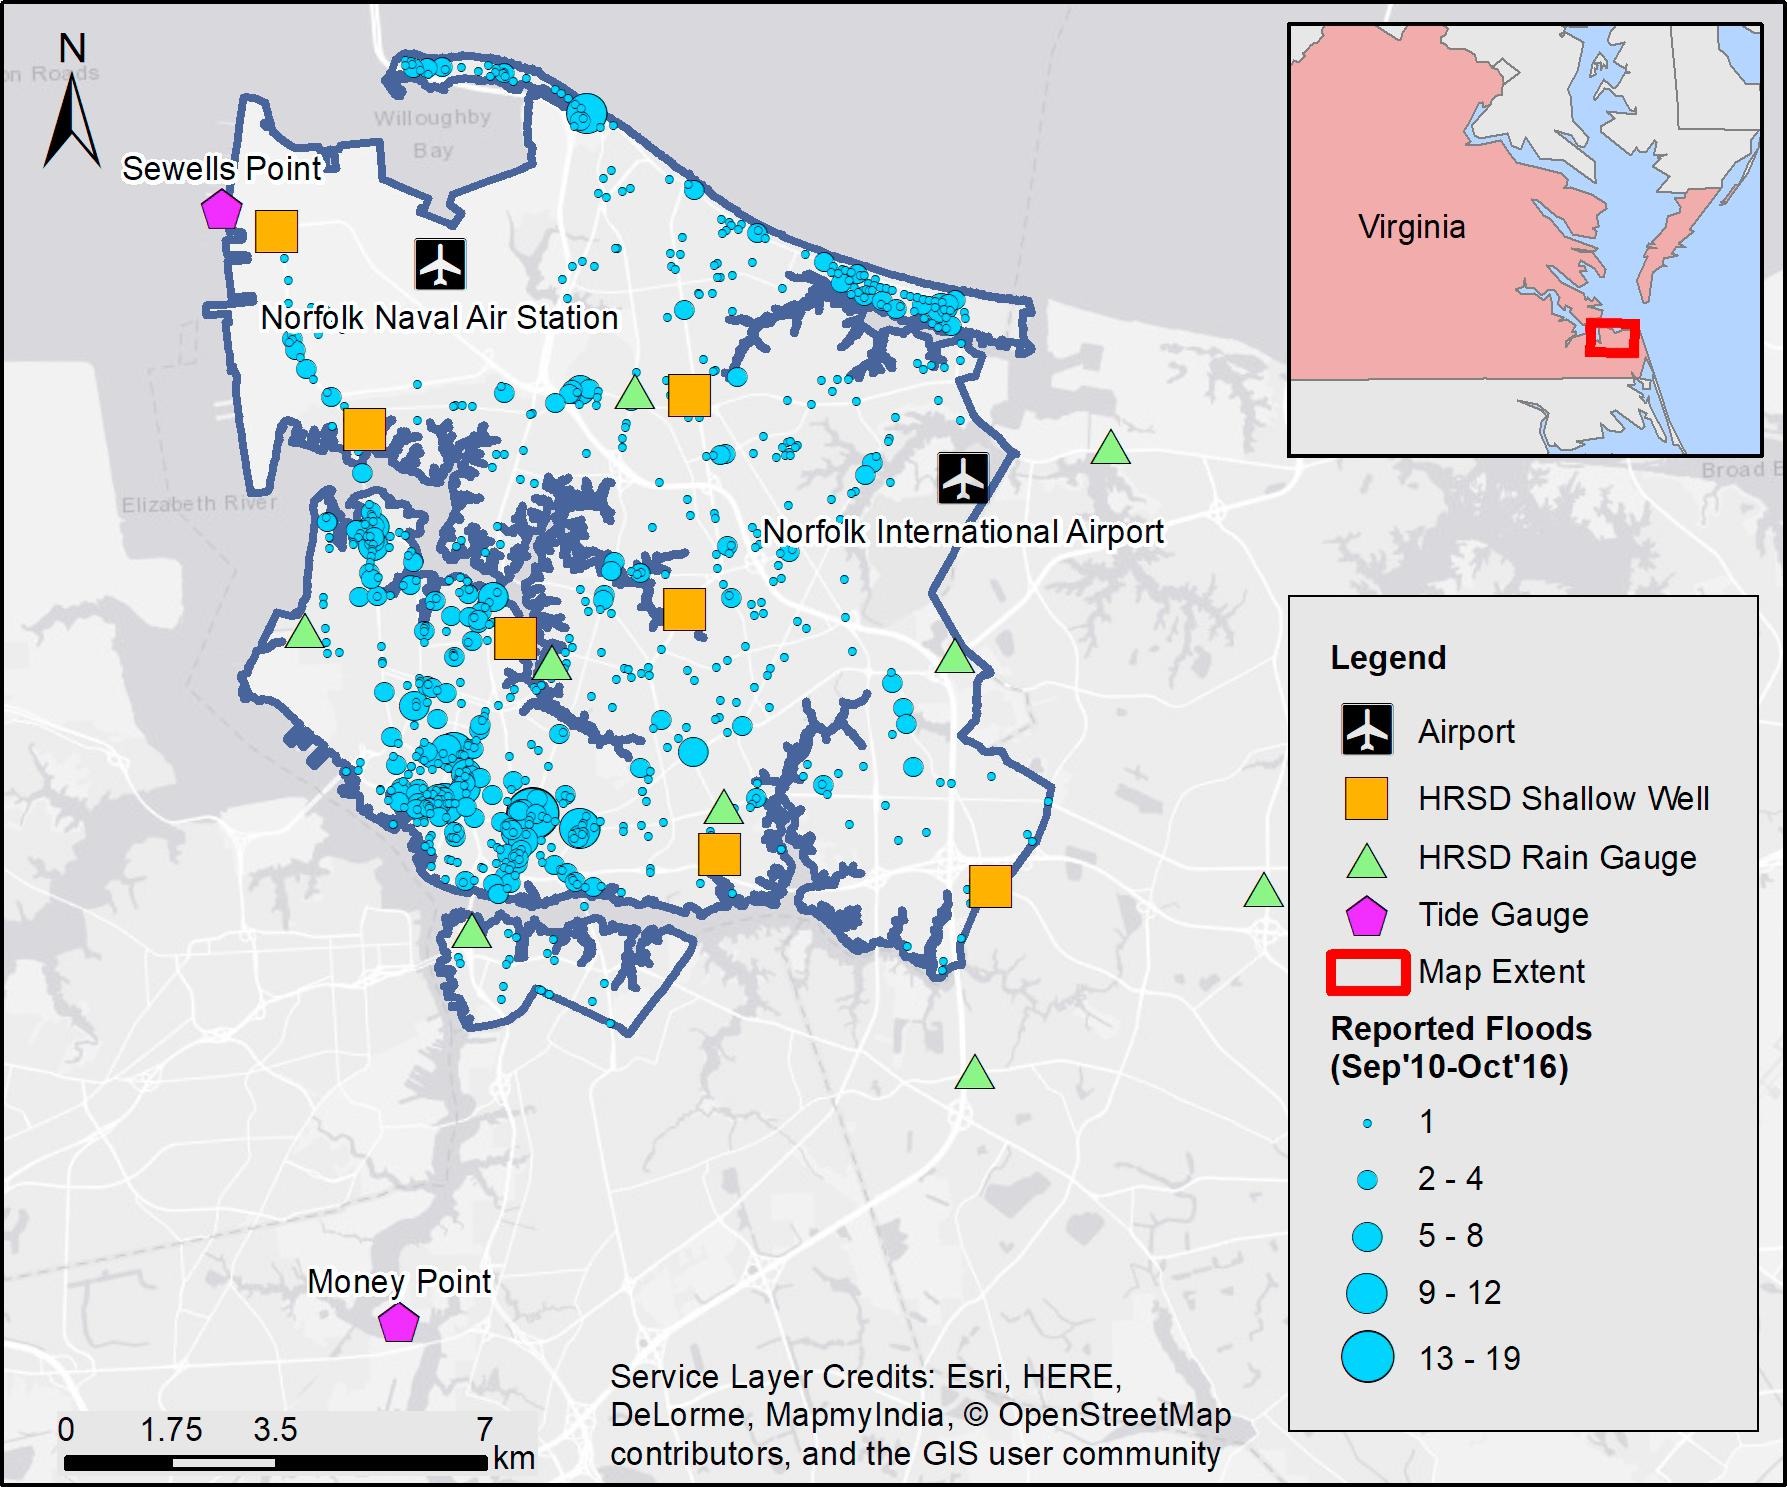 N
on Roads
Willoughby
Bay
Sewells Point
Norfolk Naval Air Station
Elizabeth River
Norfolk International Airport
Money Point
0 1.75 3.5 7
km
Service Layer Credits: Esri, HERE,
DeLorme, MapmyIndia, © OpenStreetMap
contributors, and the GIS user community
Virginia
Broad B
Legend
Airport
HRSD Shallow Well
HRSD Rain Gauge
Tide Gauge
Map Extent
Reported Floods
(Sep'10-Oct'16)
1
2 - 4
5 - 8
9 - 12
13 - 19